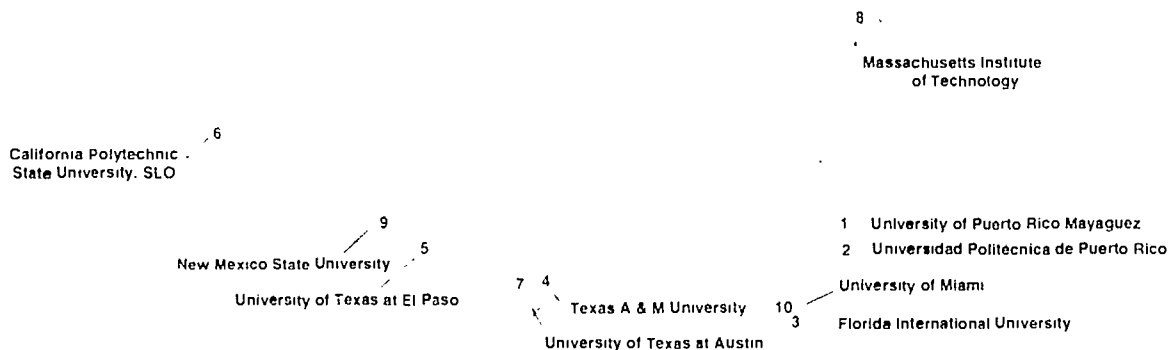 8
Massachusetts Institute
of Technology
6
California Polytechnic
State University. SLO
9
1 University of Puerto Rico Mayaguez
2 Universidad Politecnica de Puerto Rico
New Mexico State University
5
University of Texas at El Paso
7 4
Texas A & M University
10
University of Miami
3 Florida International University
University of Texas at Austin